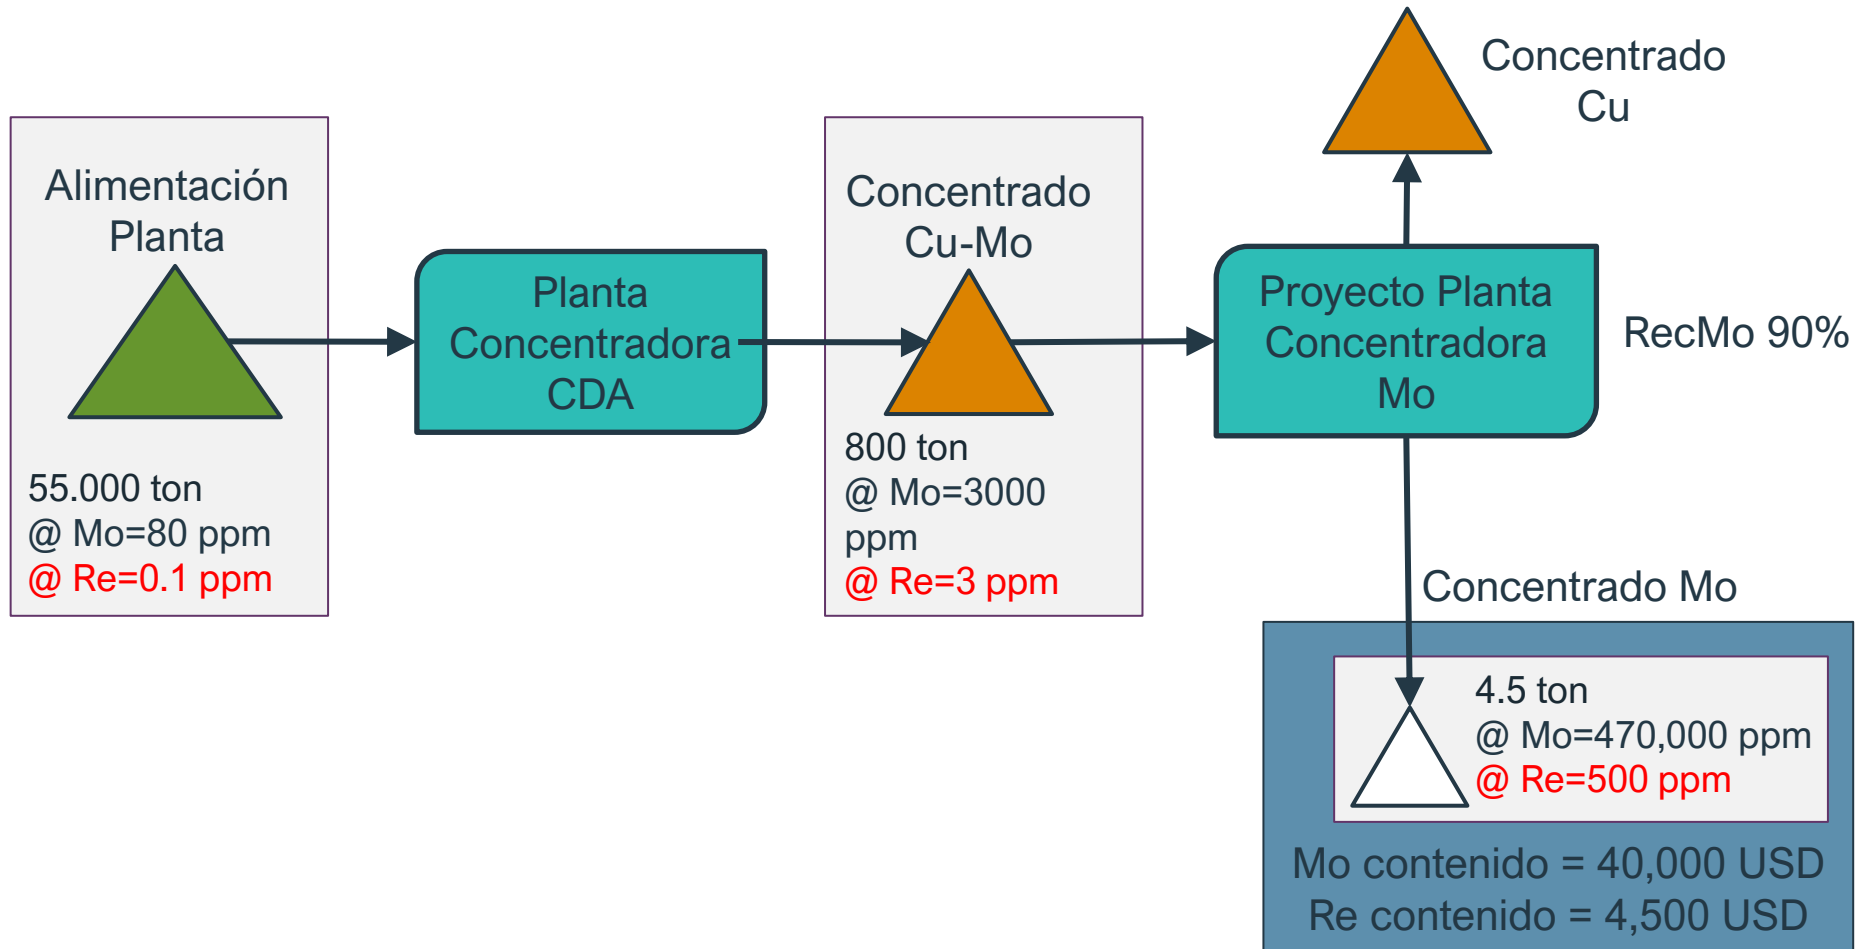 Alimentación
Planta
55.000 ton
@ Mo=80 ppm
@ Re=0.1 ppm
Planta
Concentradora
CDA
Concentrado
Cu-Mo
800 ton
@ Mo=3000
ppm
@ Re=3 ppm
Concentrado
Cu
Proyecto Planta
Concentradora
Mo
RecMo 90%
Concentrado Mo
4.5 ton
@ Mo=470,000 ppm
@ Re=500 ppm
Mo contenido = 40,000 USD
Re contenido = 4,500 USD